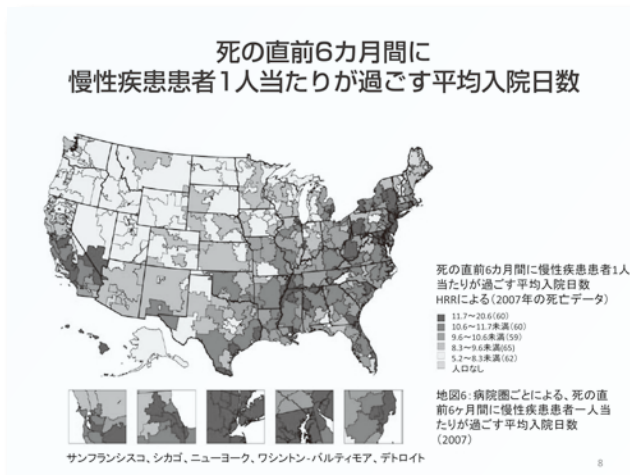 死の直前6カ月間に
慢性疾患患者1人当たりが過ごす平均入院日数
死の直前6カ月間に慢性疾患患者1人
当たりが過ごす平均入院日数
HRRによる(2007年の死亡データ)
11.7～20.6(60)
10.6～11.7未満(60)
9.6～10.6未満(59)
8.3～9.6未満(65)
5.2～8.3未満(62)
人口なし
地図6:病院圏ごとによる、死の直
前6ヶ月間に慢性疾患患者一人当
たりが過ごす平均入院日数
(2007)
サンフランシスコ、シカゴ、ニューヨーク、ワシントン-バルティモア、デトロイト
8